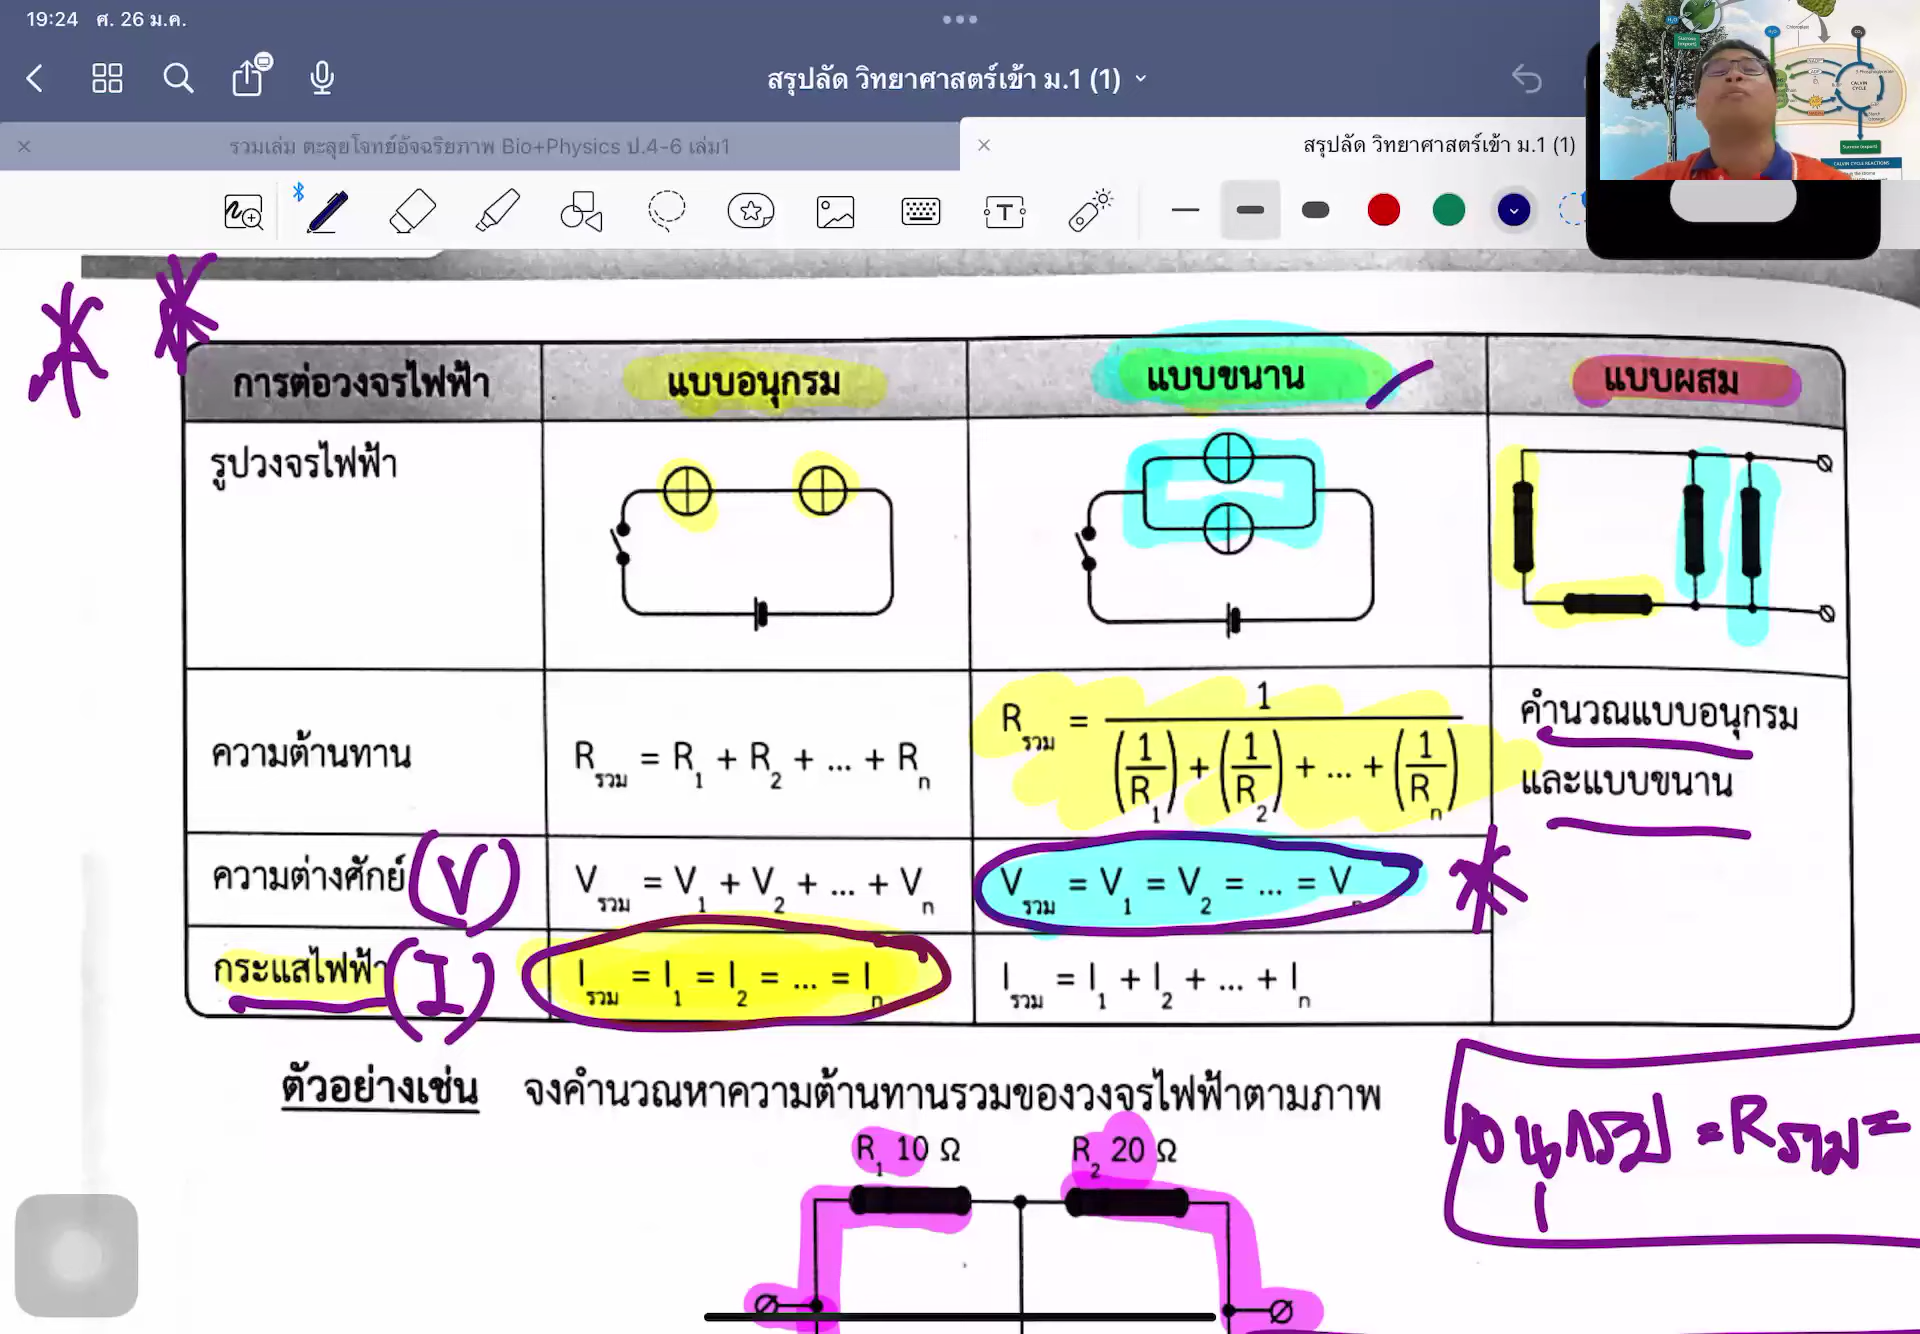 19:24 ศ. 26 ม.ค.
สรุปลัด วิทยาศาสตร์เข้า ม.1 (1)
รวมเล่ม ตะลุยโจทย์อัจฉริยภาพ Bio+Physics ป.4-6 เล่ม1
สรุปลัด วิทยาศาสตร์เข้า ม.1 (1)
CALVIN CYCLE
CALVIN CYCLE REACTIONS
การต่อวงจรไฟฟ้า แบบอนุกรม แบบขนาน แบบผสม
รูปวงจรไฟฟ้า
ความต้านทาน R รวม = R1 + R2 + ... + Rn R รวม = 1 / (1/R1) + (1/R2) + ... + (1/Rn) คำนวณแบบอนุกรม
และแบบขนาน
ความต่างศักย์ (V) V รวม = V1 + V2 + ... + Vn V รวม = V1 = V2 = ... = Vn
กระแสไฟฟ้า (I) I รวม = I1 = I2 = ... = In I รวม = I1 + I2 + ... + In
ตัวอย่างเช่น จงคำนวณหาความต้านทานรวมของวงจรไฟฟ้าตามภาพ
อนุกรม = R รวม =
R1 10 Ω R2 20 Ω